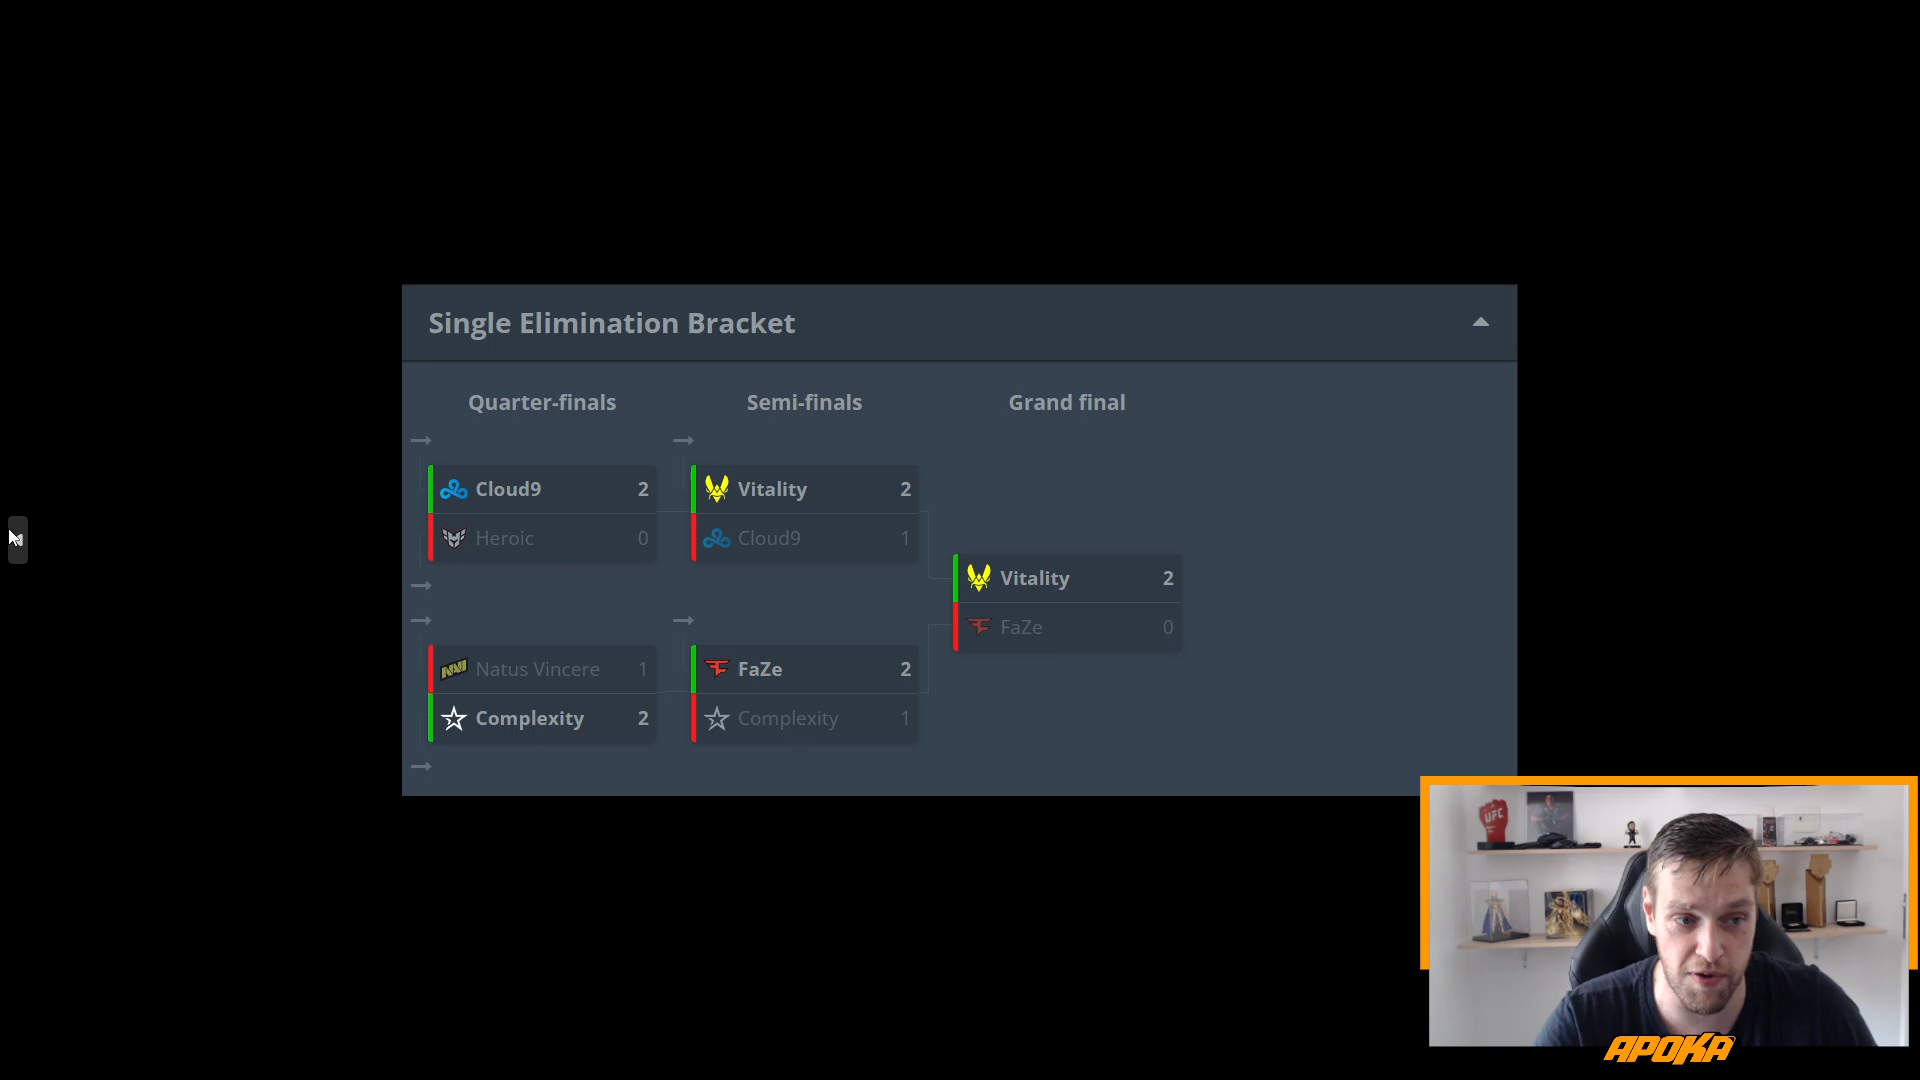 Single Elimination Bracket
Quarter-finals Semi-finals Grand final
Cloud9 2
Heroic 0
Natus Vincere 1
Complexity 2
Vitality 2
Cloud9 1
FaZe 2
Complexity 1
Vitality 2
FaZe 0
UFC
APOKA